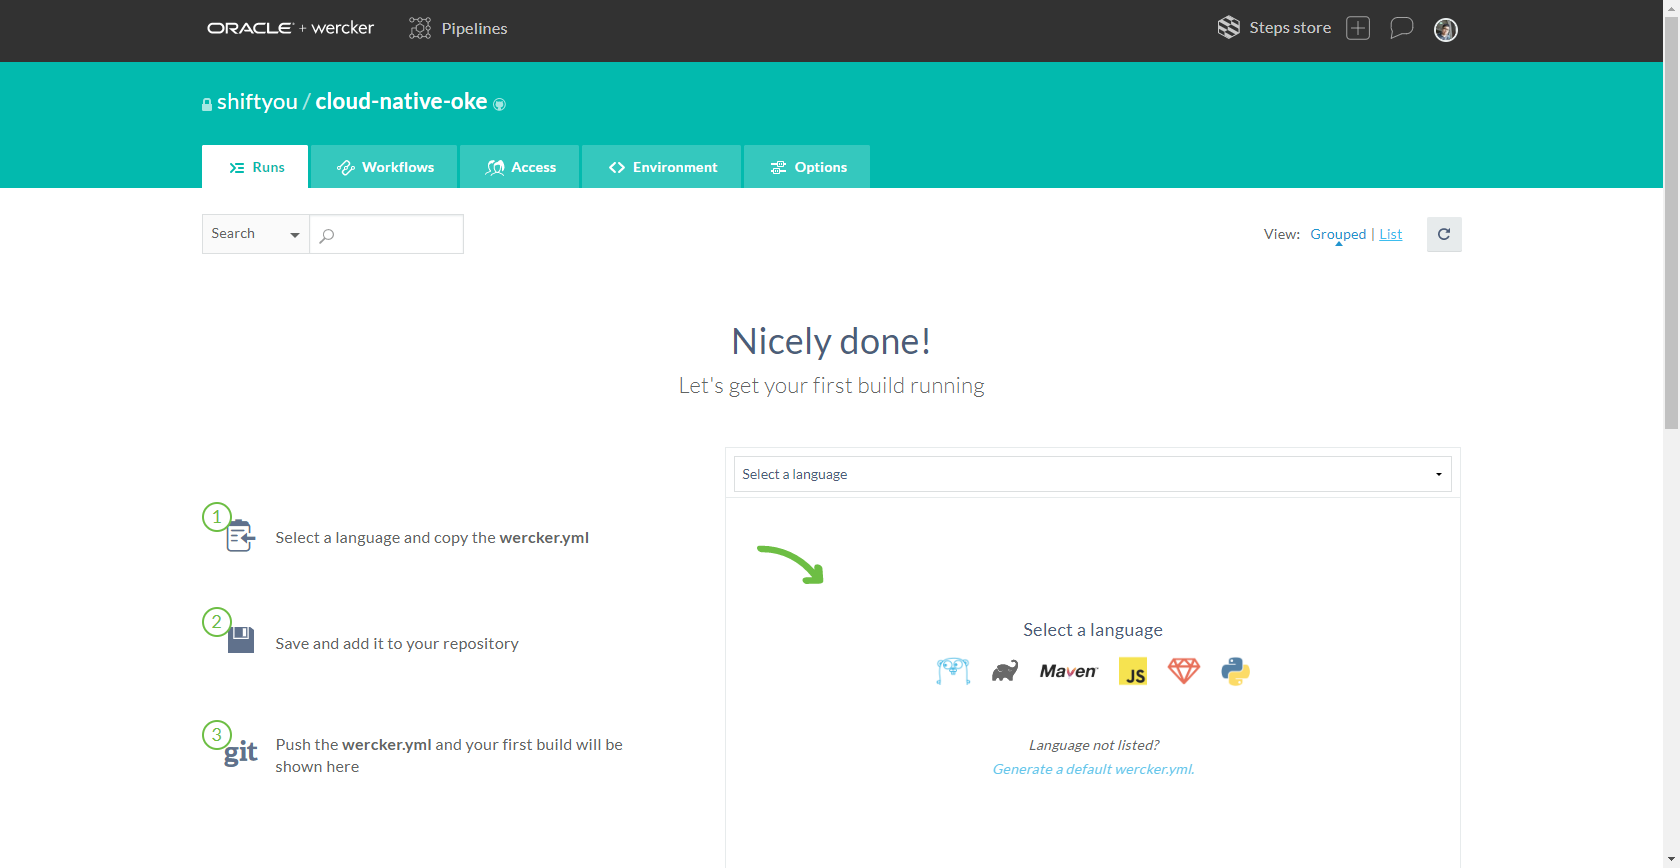 ORACLE + wercker Pipelines Steps store
shiftyou / cloud-native-oke
Runs Workflows Access Environment Options
Search View: Grouped | List
Nicely done!
Let's get your first build running
Select a language
1 Select a language and copy the wercker.yml
2 Save and add it to your repository
Select a language
Maven JS
3 git Push the wercker.yml and your first build will be
shown here
Language not listed?
Generate a default wercker.yml.